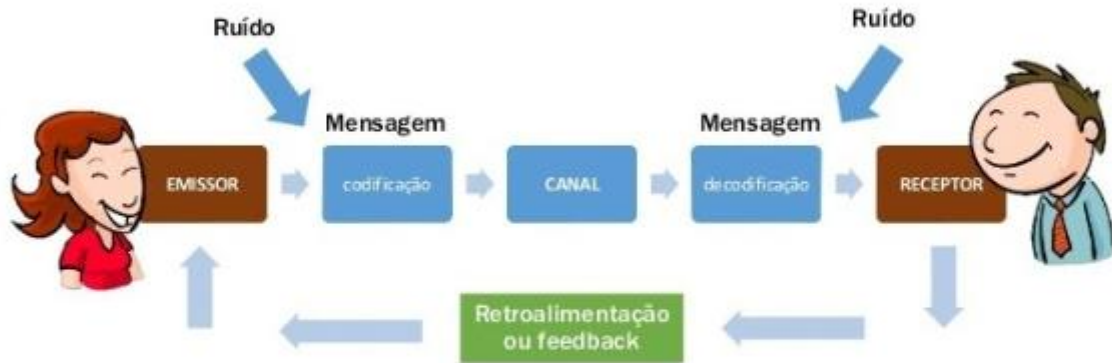 Ruído
Ruído
Mensagem
Mensagem
EMISSOR
codificação
CANAL
decodificação
RECEPTOR
Retroalimentação
ou feedback